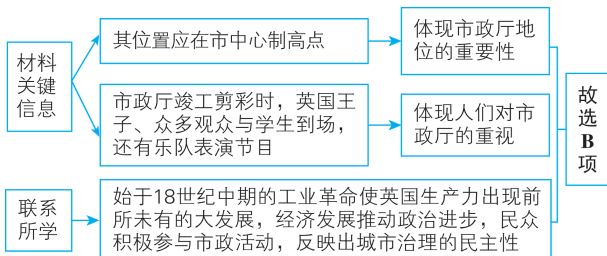 材料
关键
信息
其位置应在市中心制高点
体现市政厅地
位的重要性
市政厅竣工剪彩时，英国王
子、众多观众与学生到场，
还有乐队表演节目
体现人们对市
政厅的重视
联系
所学
始于18世纪中期的工业革命使英国生产力出现前
所未有的大发展，经济发展推动政治进步，民众
积极参与市政活动，反映出城市治理的民主性
故
选
B
项